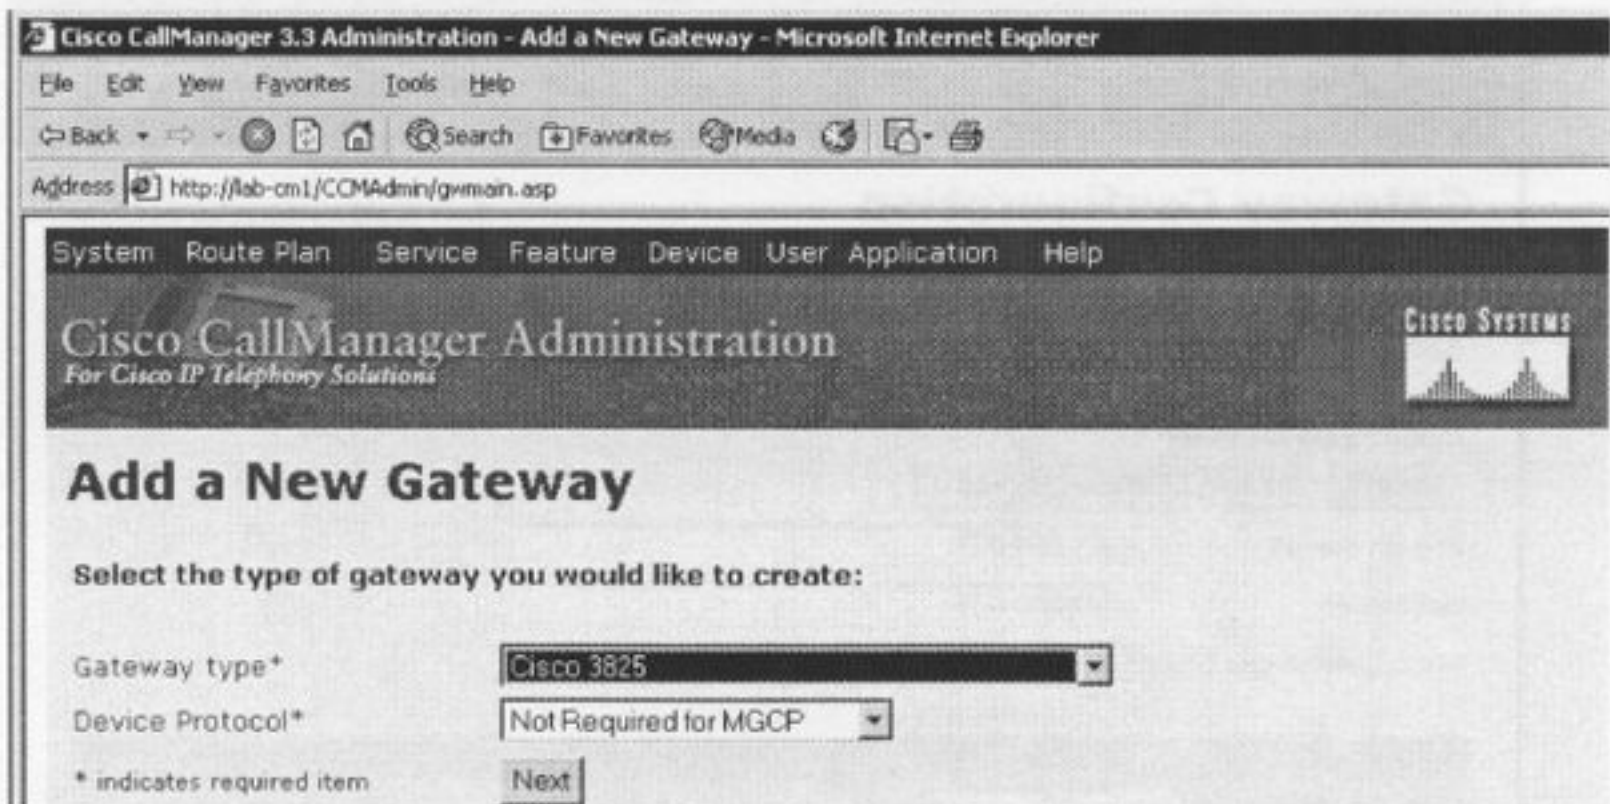 Cisco CallManager 3.3 Administration - Add a New Gateway - Microsoft Internet Explorer
File Edit View Favorites Tools Help
Back Search Favorites Media
Address http://lab-cm1/CCMAdmin/gwmain.asp
System Route Plan Service Feature Device User Application Help
Cisco CallManager Administration
For Cisco IP Telephony Solutions
CISCO SYSTEMS
Add a New Gateway
Select the type of gateway you would like to create:
Gateway type* Cisco 3825
Device Protocol* Not Required for MGCP
* indicates required item Next